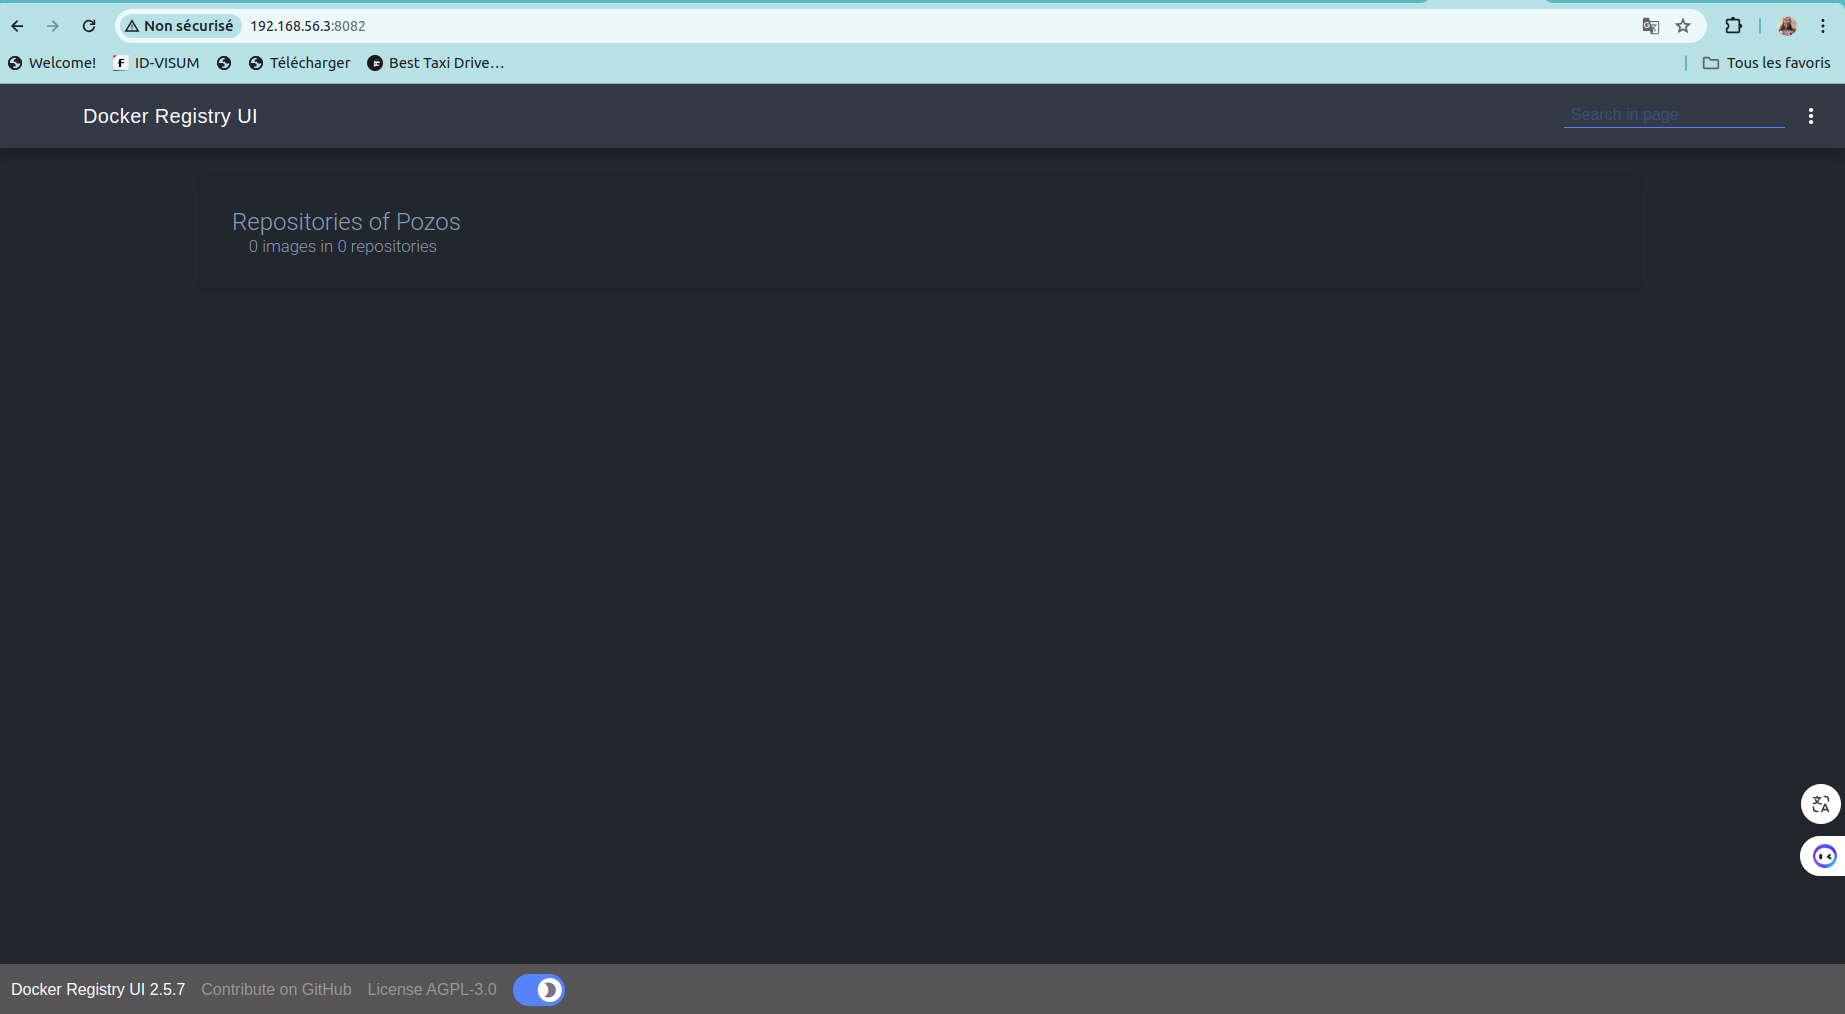 Non sécurisé 192.168.56.3:8082
Welcome! ID-VISUM Télécharger Best Taxi Drive... Tous les favoris
Docker Registry UI Search in page
Repositories of Pozos
0 images in 0 repositories
Docker Registry UI 2.5.7 Contribute on GitHub License AGPL-3.0